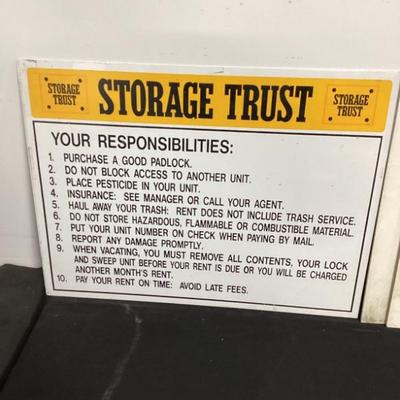 STORAGE TRUST
STORAGE TRUST
STORAGE
TRUST
YOUR RESPONSIBILITIES:
1. PURCHASE A GOOD PADLOCK.
2. DO NOT BLOCK ACCESS TO ANOTHER UNIT.
3. PLACE PESTICIDE IN YOUR UNIT.
4. INSURANCE: SEE MANAGER OR CALL YOUR AGENT.
5. HAUL AWAY YOUR TRASH: RENT DOES NOT INCLUDE TRASH SERVICE.
6. DO NOT STORE HAZARDOUS, FLAMMABLE OR COMBUSTIBLE MATERIAL.
7. PUT YOUR UNIT NUMBER ON CHECK WHEN PAYING BY MAIL.
8. REPORT ANY DAMAGE PROMPTLY.
9. WHEN VACATING, YOU MUST REMOVE ALL CONTENTS, YOUR LOCK
AND SWEEP UNIT BEFORE YOUR RENT IS DUE OR YOU WILL BE CHARGED
ANOTHER MONTH'S RENT.
10. PAY YOUR RENT ON TIME: AVOID LATE FEES.